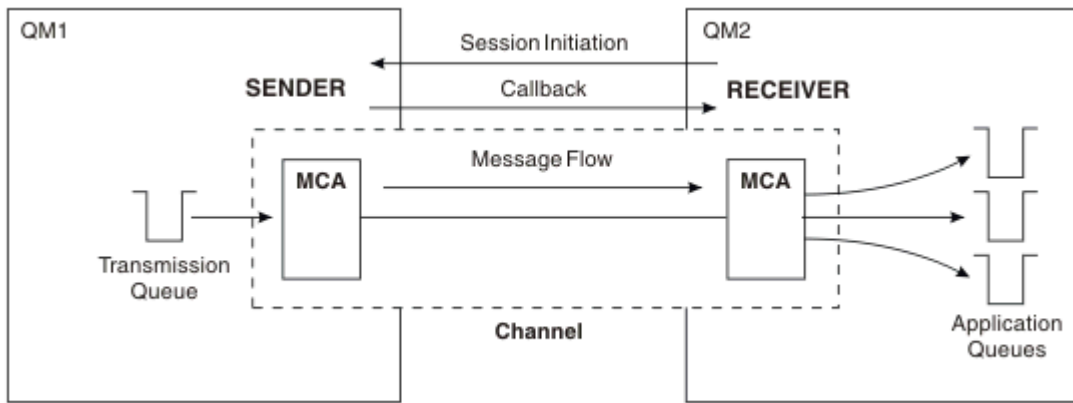 QM1
QM2
Session Initiation
SENDER
Callback
RECEIVER
Message Flow
MCA
MCA
Transmission
Queue
Channel
Application
Queues